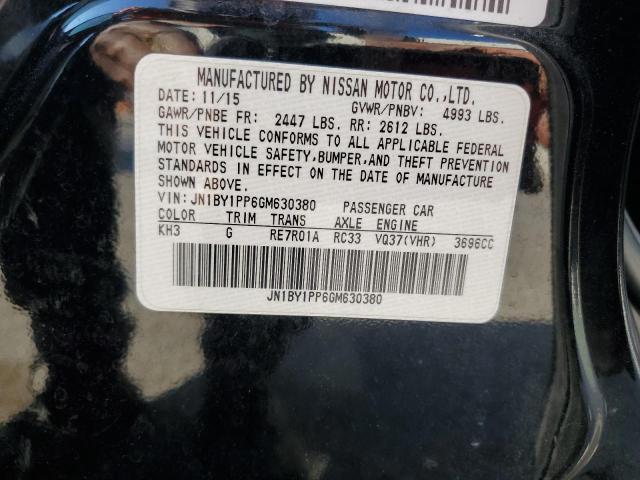 MANUFACTURED BY NISSAN MOTOR CO.,LTD.
DATE: 11/15 GVWR/PNBV: 4993 LBS.
GAWR/PNBE FR: 2447 LBS. RR: 2612 LBS.
THIS VEHICLE CONFORMS TO ALL APPLICABLE FEDERAL
MOTOR VEHICLE SAFETY,BUMPER,AND THEFT PREVENTION
STANDARDS IN EFFECT ON THE DATE OF MANUFACTURE
SHOWN ABOVE.
VIN:JN1BY1PP6GM630380 PASSENGER CAR
COLOR TRIM TRANS AXLE ENGINE
KH3 G RE7R01A RC33 VQ37(VHR) 3696CC
JN1BY1PP6GM630380